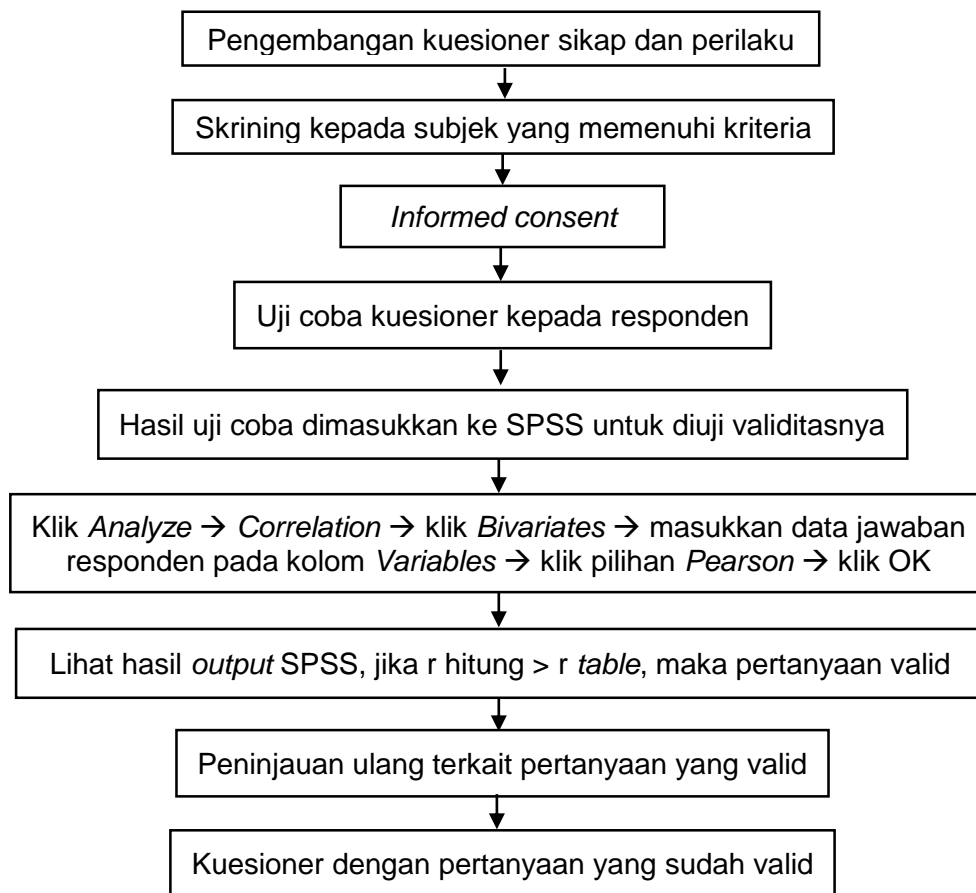 Pengembangan kuesioner sikap dan perilaku
Skrining kepada subjek yang memenuhi kriteria
Informed consent
Uji coba kuesioner kepada responden
Hasil uji coba dimasukkan ke SPSS untuk diuji validitasnya
Klik Analyze → Correlation → klik Bivariates → masukkan data jawaban
responden pada kolom Variables → klik pilihan Pearson → klik OK
Lihat hasil output SPSS, jika r hitung > r table, maka pertanyaan valid
Peninjauan ulang terkait pertanyaan yang valid
Kuesioner dengan pertanyaan yang sudah valid